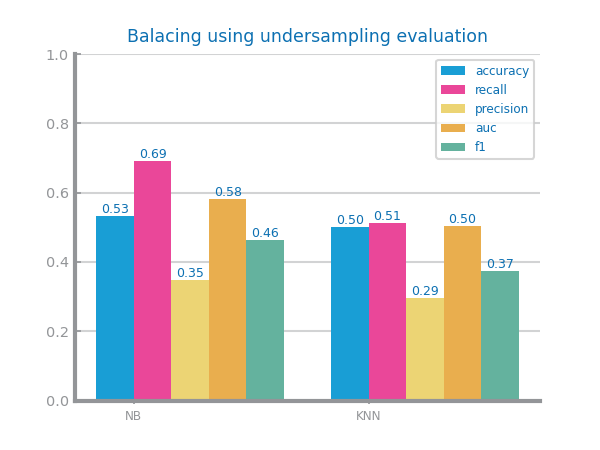 Balacing using undersampling evaluation
1.0
0.8
0.6
0.4
0.2
0.0
accuracy
recall
precision
auc
f1
0.53
0.69
0.35
0.58
0.46
0.50
0.51
0.29
0.50
0.37
NB
KNN